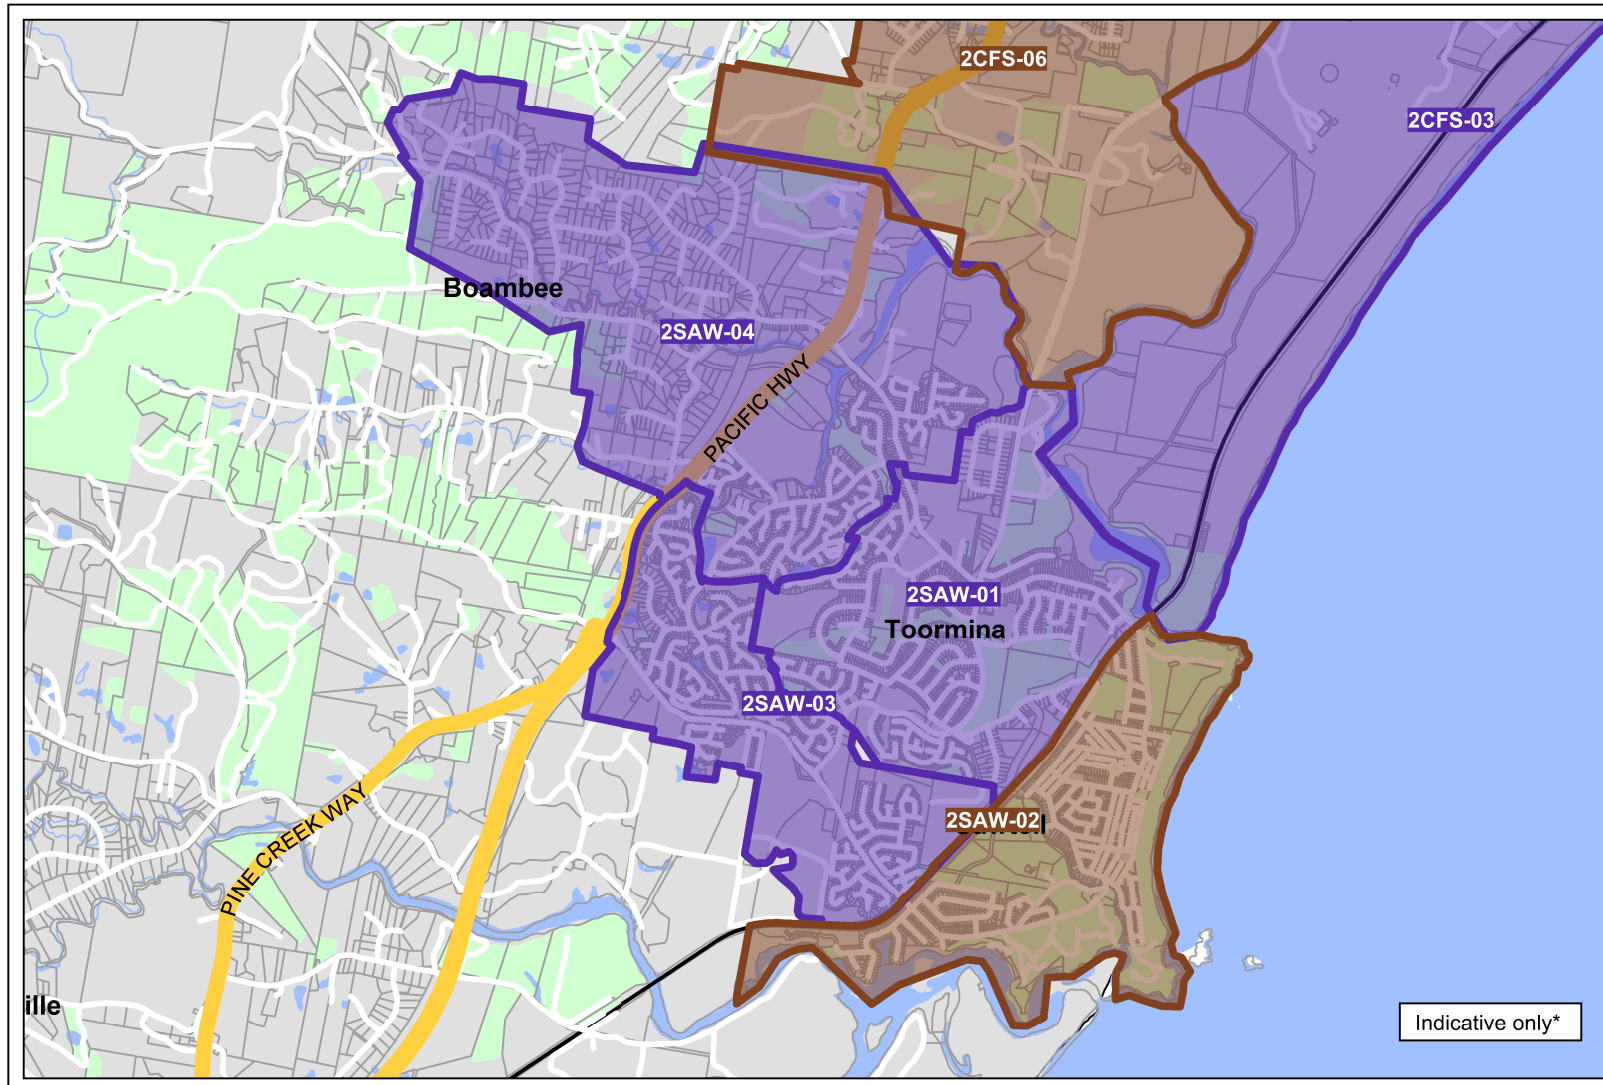 2CFS-06
2CFS-03
Boambee
2SAW-04
PACIFIC HWY
2SAW-01
Toormina
2SAW-03
2SAW-02
PINE CREEK WAY
ille
Indicative only*